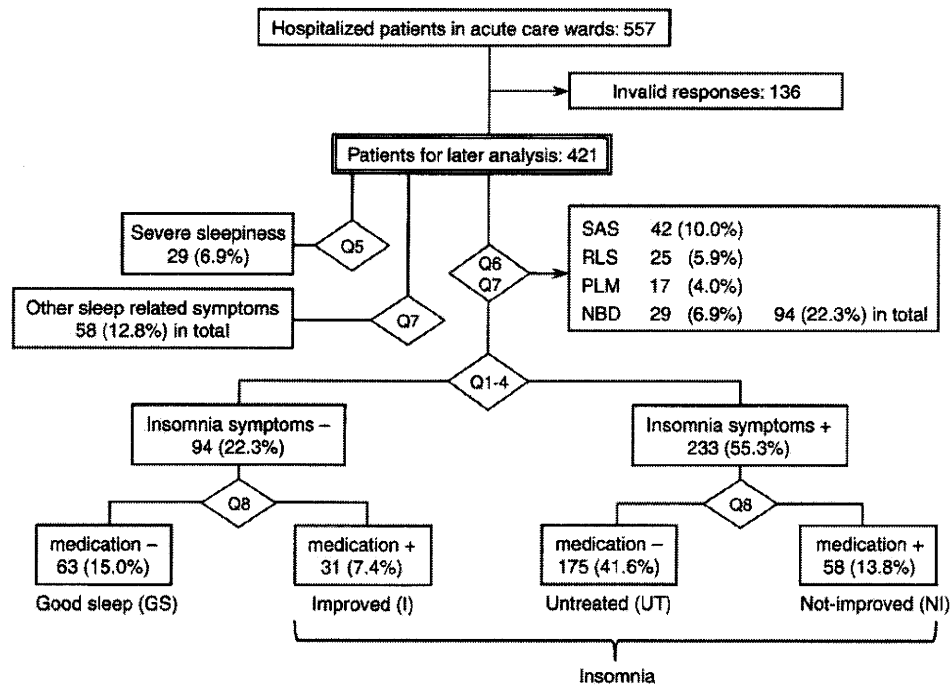 Hospitalized patients in acute care wards: 557
Invalid responses: 136
Patients for later analysis: 421
Severe sleepiness
29 (6.9%)
Q5
Other sleep related symptoms
58 (12.8%) in total
Q7
Q6
Q7
SAS 42 (10.0%)
RLS 25 (5.9%)
PLM 17 (4.0%)
NBD 29 (6.9%) 94 (22.3%) in total
Q1-4
Insomnia symptoms −
94 (22.3%)
Insomnia symptoms +
233 (55.3%)
Q8
Q8
medication −
63 (15.0%)
medication +
31 (7.4%)
medication −
175 (41.6%)
medication +
58 (13.8%)
Good sleep (GS)
Improved (I)
Untreated (UT)
Not-improved (NI)
Insomnia